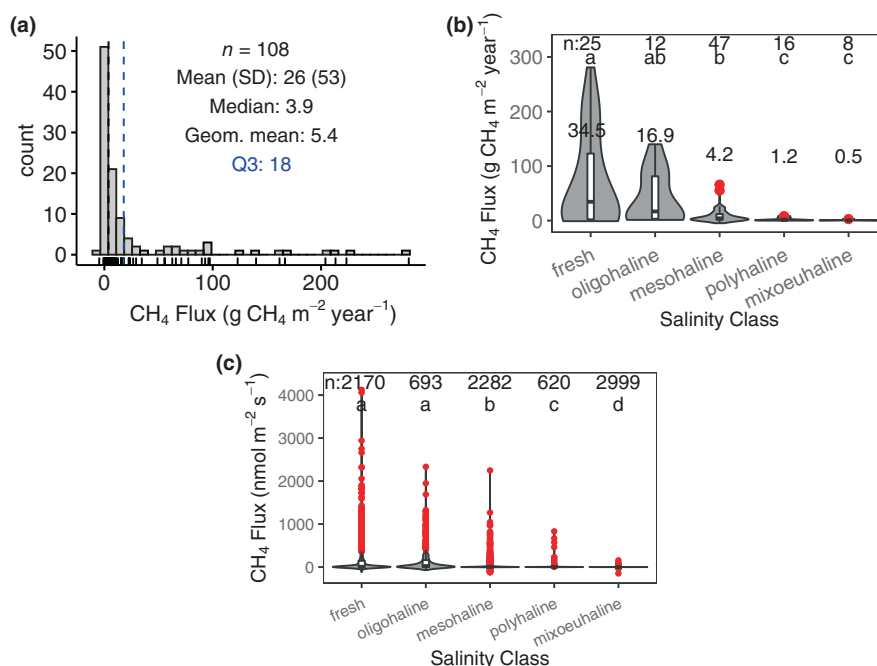 (a)
n = 108
Mean (SD): 26 (53)
Median: 3.9
Geom. mean: 5.4
Q3: 18
count
50
40
30
20
10
0
0 100 200
CH₄ Flux (g CH₄ m⁻² year⁻¹)
(b)
CH₄ Flux (g CH₄ m⁻² year⁻¹)
n:25 12 47 16 8
a ab b c c
300
200
100
0
34.5 16.9 4.2 1.2 0.5
fresh oligohaline mesohaline polyhaline mixoeuhaline
Salinity Class
(c)
CH₄ Flux (nmol m⁻² s⁻¹)
n:2170 693 2282 620 2999
a a b c d
4000
3000
2000
1000
0
fresh oligohaline mesohaline polyhaline mixoeuhaline
Salinity Class